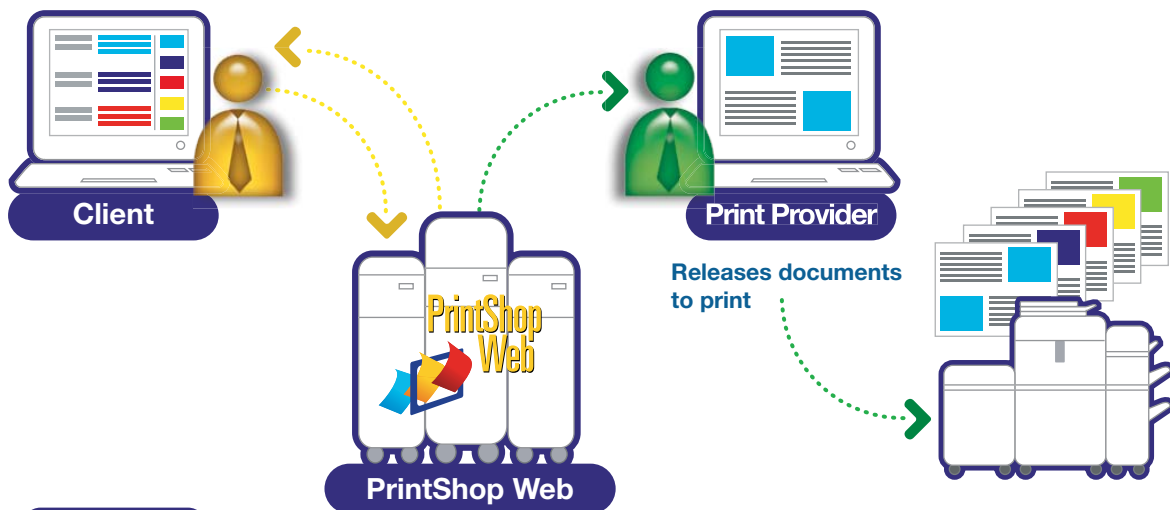 Client
Print Provider
Releases documents
to print
PrintShop
Web
PrintShop Web